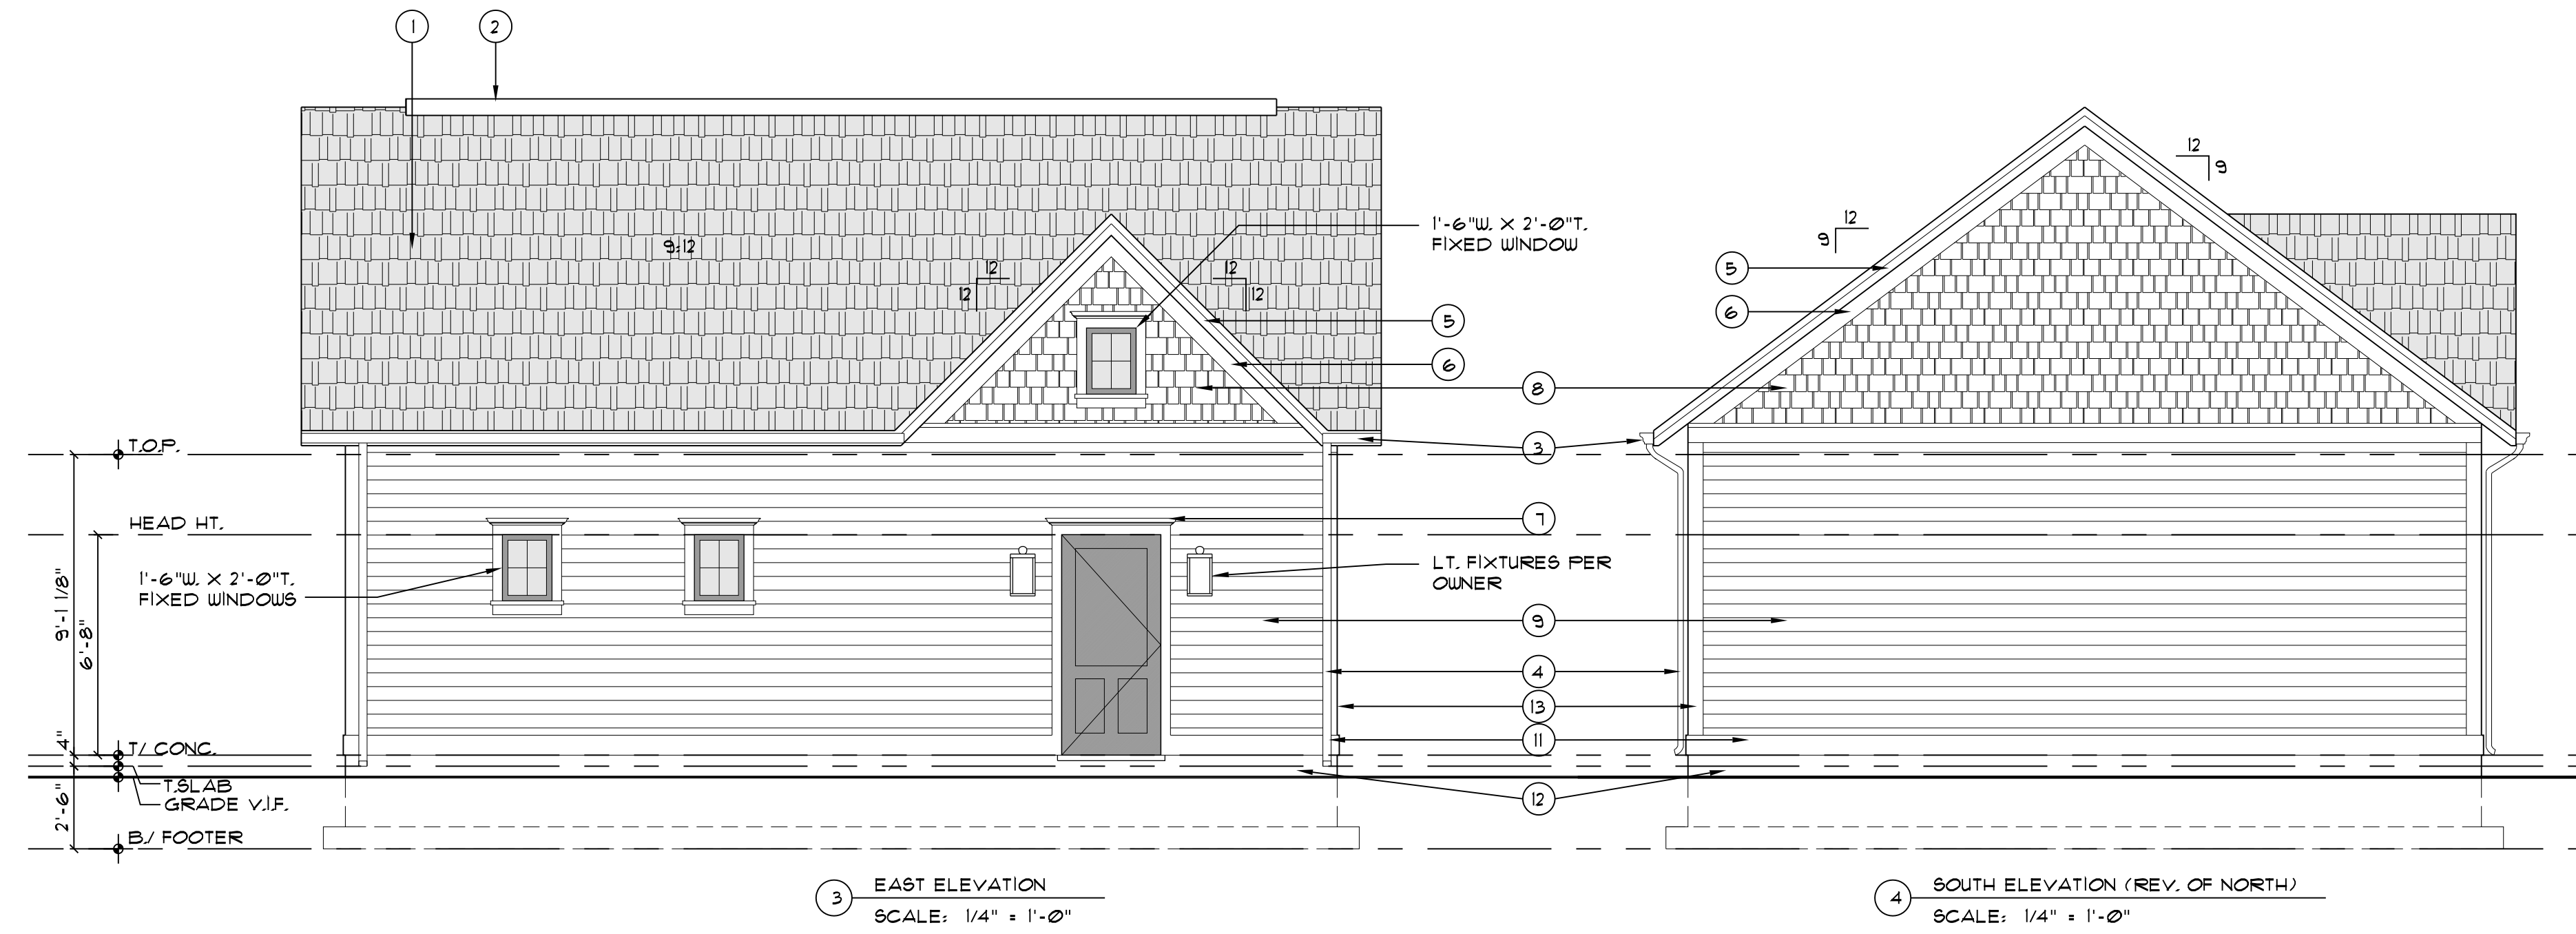 1
2
12
9
12
9
9:12
12
12
12
12
1'-6"W. X 2'-0"T.
FIXED WINDOW
5
6
5
6
8
3
T.O.P.
HEAD HT.
7
1'-6"W. X 2'-0"T.
FIXED WINDOWS
LT. FIXTURES PER
OWNER
9'-1 1/8"
6'-8"
9
4
13
11
4"
T/ CONC.
T.SLAB
GRADE V.I.F.
12
2'-6"
B./ FOOTER
3
EAST ELEVATION
SCALE: 1/4" = 1'-0"
4
SOUTH ELEVATION (REV. OF NORTH)
SCALE: 1/4" = 1'-0"